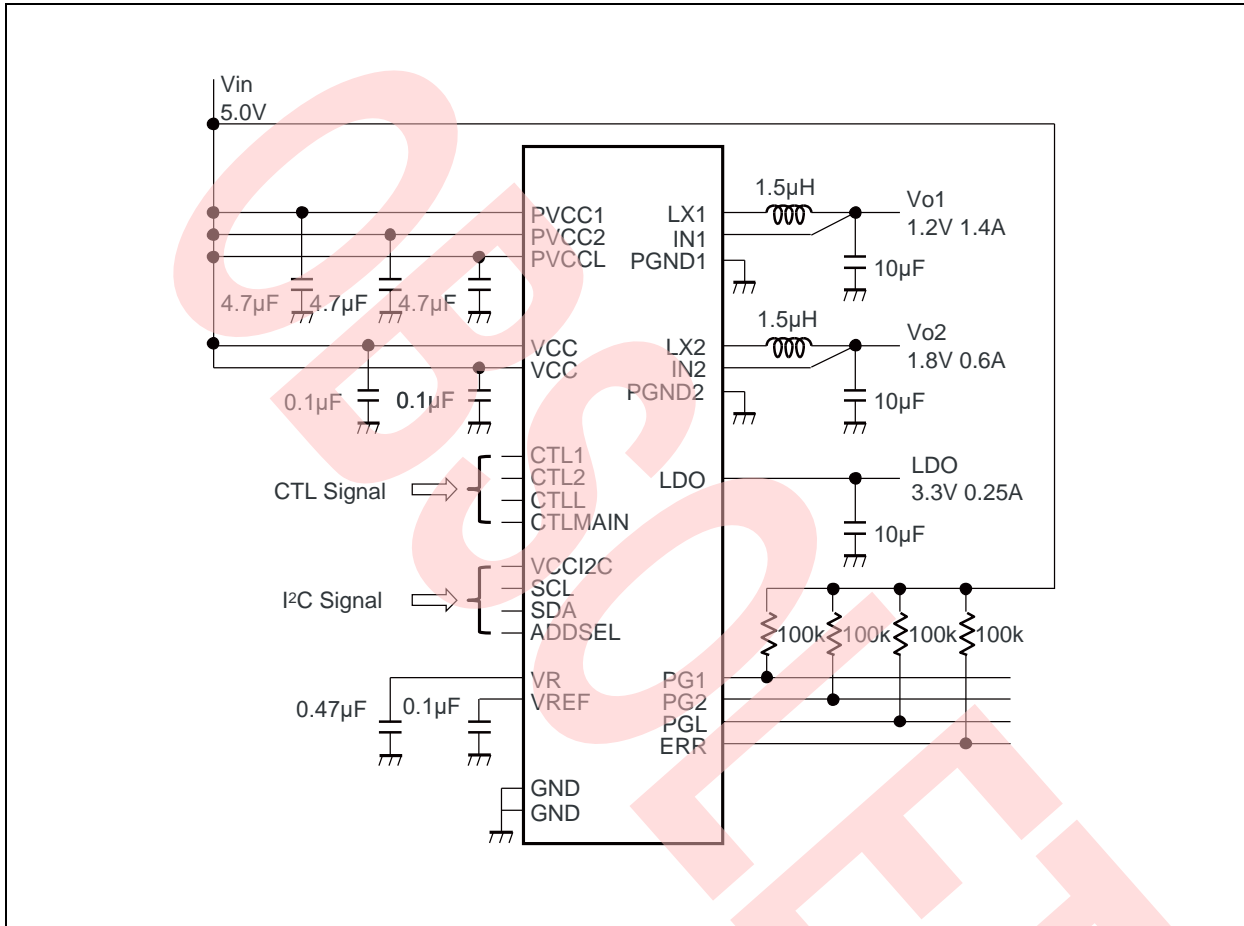 Vin
5.0V
PVCC1
PVCC2
PVCCL
4.7µF
4.7µF
4.7µF
VCC
VCC
0.1µF
0.1µF
CTL Signal
CTL1
CTL2
CTLL
CTLMAIN
I²C Signal
VCCI2C
SCL
SDA
ADDSEL
VR
VREF
0.47µF
0.1µF
GND
GND
LX1
IN1
PGND1
1.5µH
Vo1
1.2V 1.4A
10µF
LX2
IN2
PGND2
1.5µH
Vo2
1.8V 0.6A
10µF
LDO
LDO
3.3V 0.25A
10µF
100k
100k
100k
100k
PG1
PG2
PGL
ERR
OBSOLET